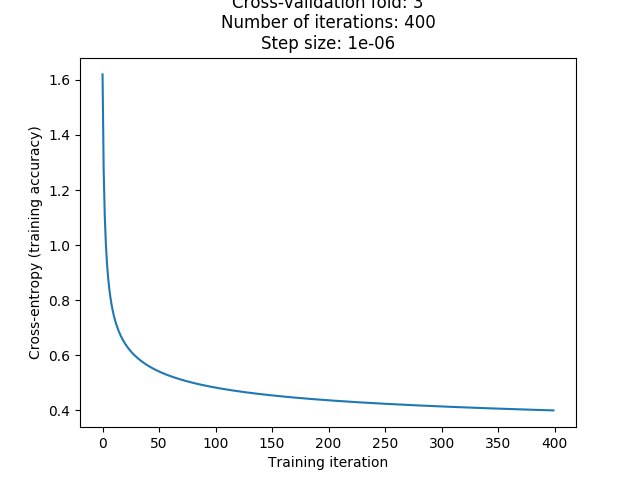 Cross-validation fold: 3
Number of iterations: 400
Step size: 1e-06
1.6
1.4
1.2
1.0
0.8
0.6
0.4
Cross-entropy (training accuracy)
0 50 100 150 200 250 300 350 400
Training iteration